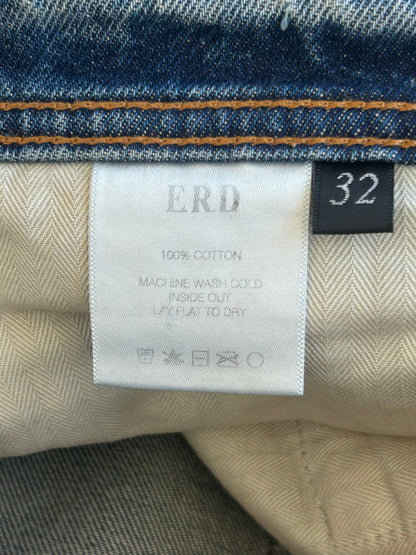 ERD
32
100% COTTON
MACHINE WASH COLD
INSIDE OUT
LAY FLAT TO DRY